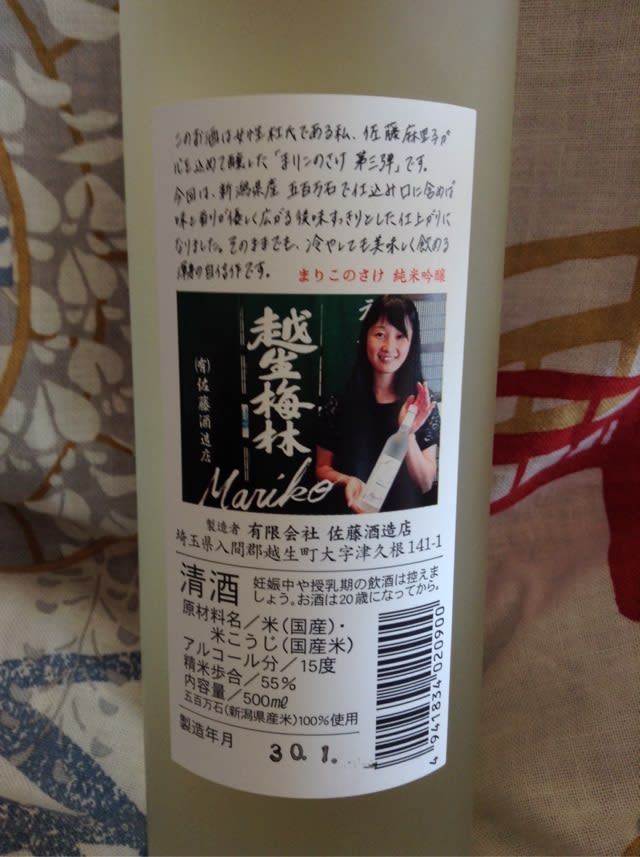 このお酒は女性杜氏である私、佐藤麻里子が
心を込めて醸した「まりこのさけ 第三弾」です。
今回は、新潟県産 五百万石で仕込み口に含めば
味と香りが優しく広がる後味すっきりとした仕上がりに
なりました。そのままでも、冷やしても美味しく飲める
渾身の自信作です。
まりこのさけ 純米吟醸
越生梅林
(有)佐藤酒造店
Mariko
製造者 有限会社 佐藤酒造店
埼玉県入間郡越生町大字津久根141-1
清酒
妊娠中や授乳期の飲酒は控えま
しょう。お酒は20歳になってから。
原材料名／米(国産)・
米こうじ(国産米)
アルコール分／15度
精米歩合／55%
内容量／500mℓ
五百万石(新潟県産米)100%使用
製造年月
30.1.
4941834020900